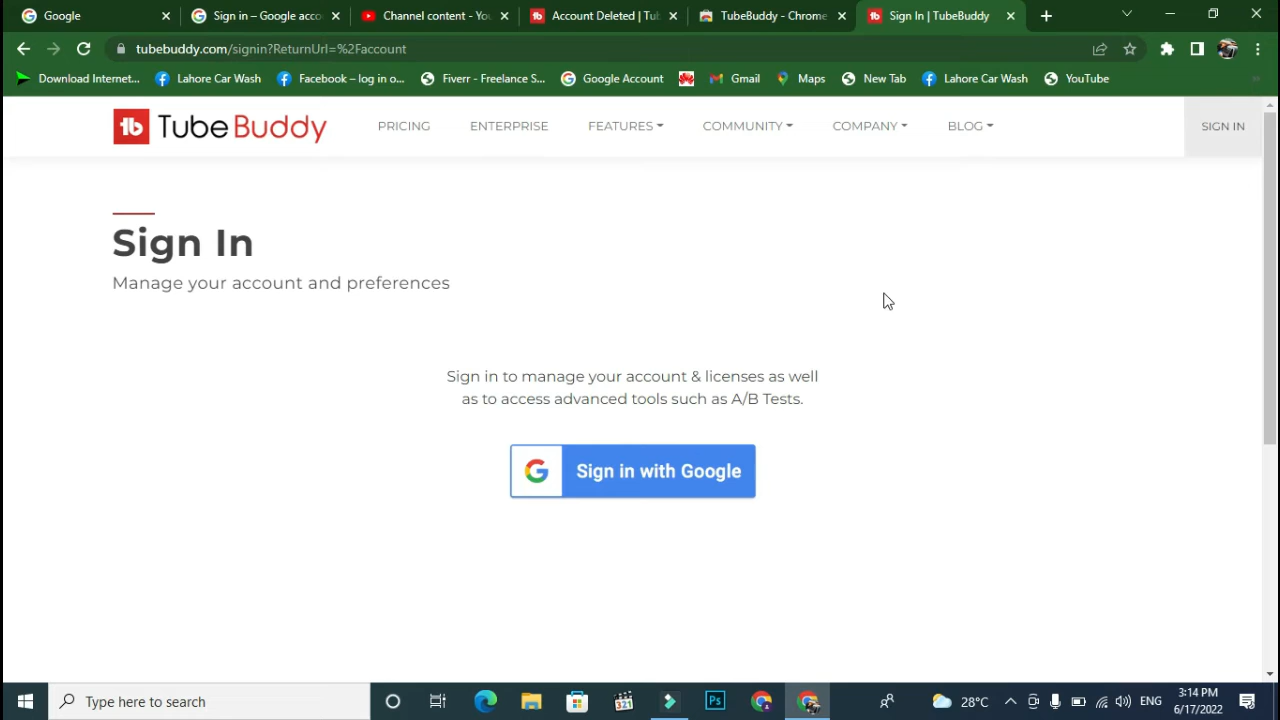 Google
Sign in – Google acco
Channel content - You
Account Deleted | Tub
TubeBuddy - Chrome
Sign In | TubeBuddy
tubebuddy.com/signin?ReturnUrl=%2Faccount
Download Internet...
Lahore Car Wash
Facebook – log in o...
Fiverr - Freelance S...
Google Account
Gmail
Maps
New Tab
Lahore Car Wash
YouTube
TubeBuddy
PRICING
ENTERPRISE
FEATURES
COMMUNITY
COMPANY
BLOG
SIGN IN
Sign In
Manage your account and preferences
Sign in to manage your account & licenses as well
as to access advanced tools such as A/B Tests.
Sign in with Google
Type here to search
321
Ps
28°C
ENG
3:14 PM
6/17/2022